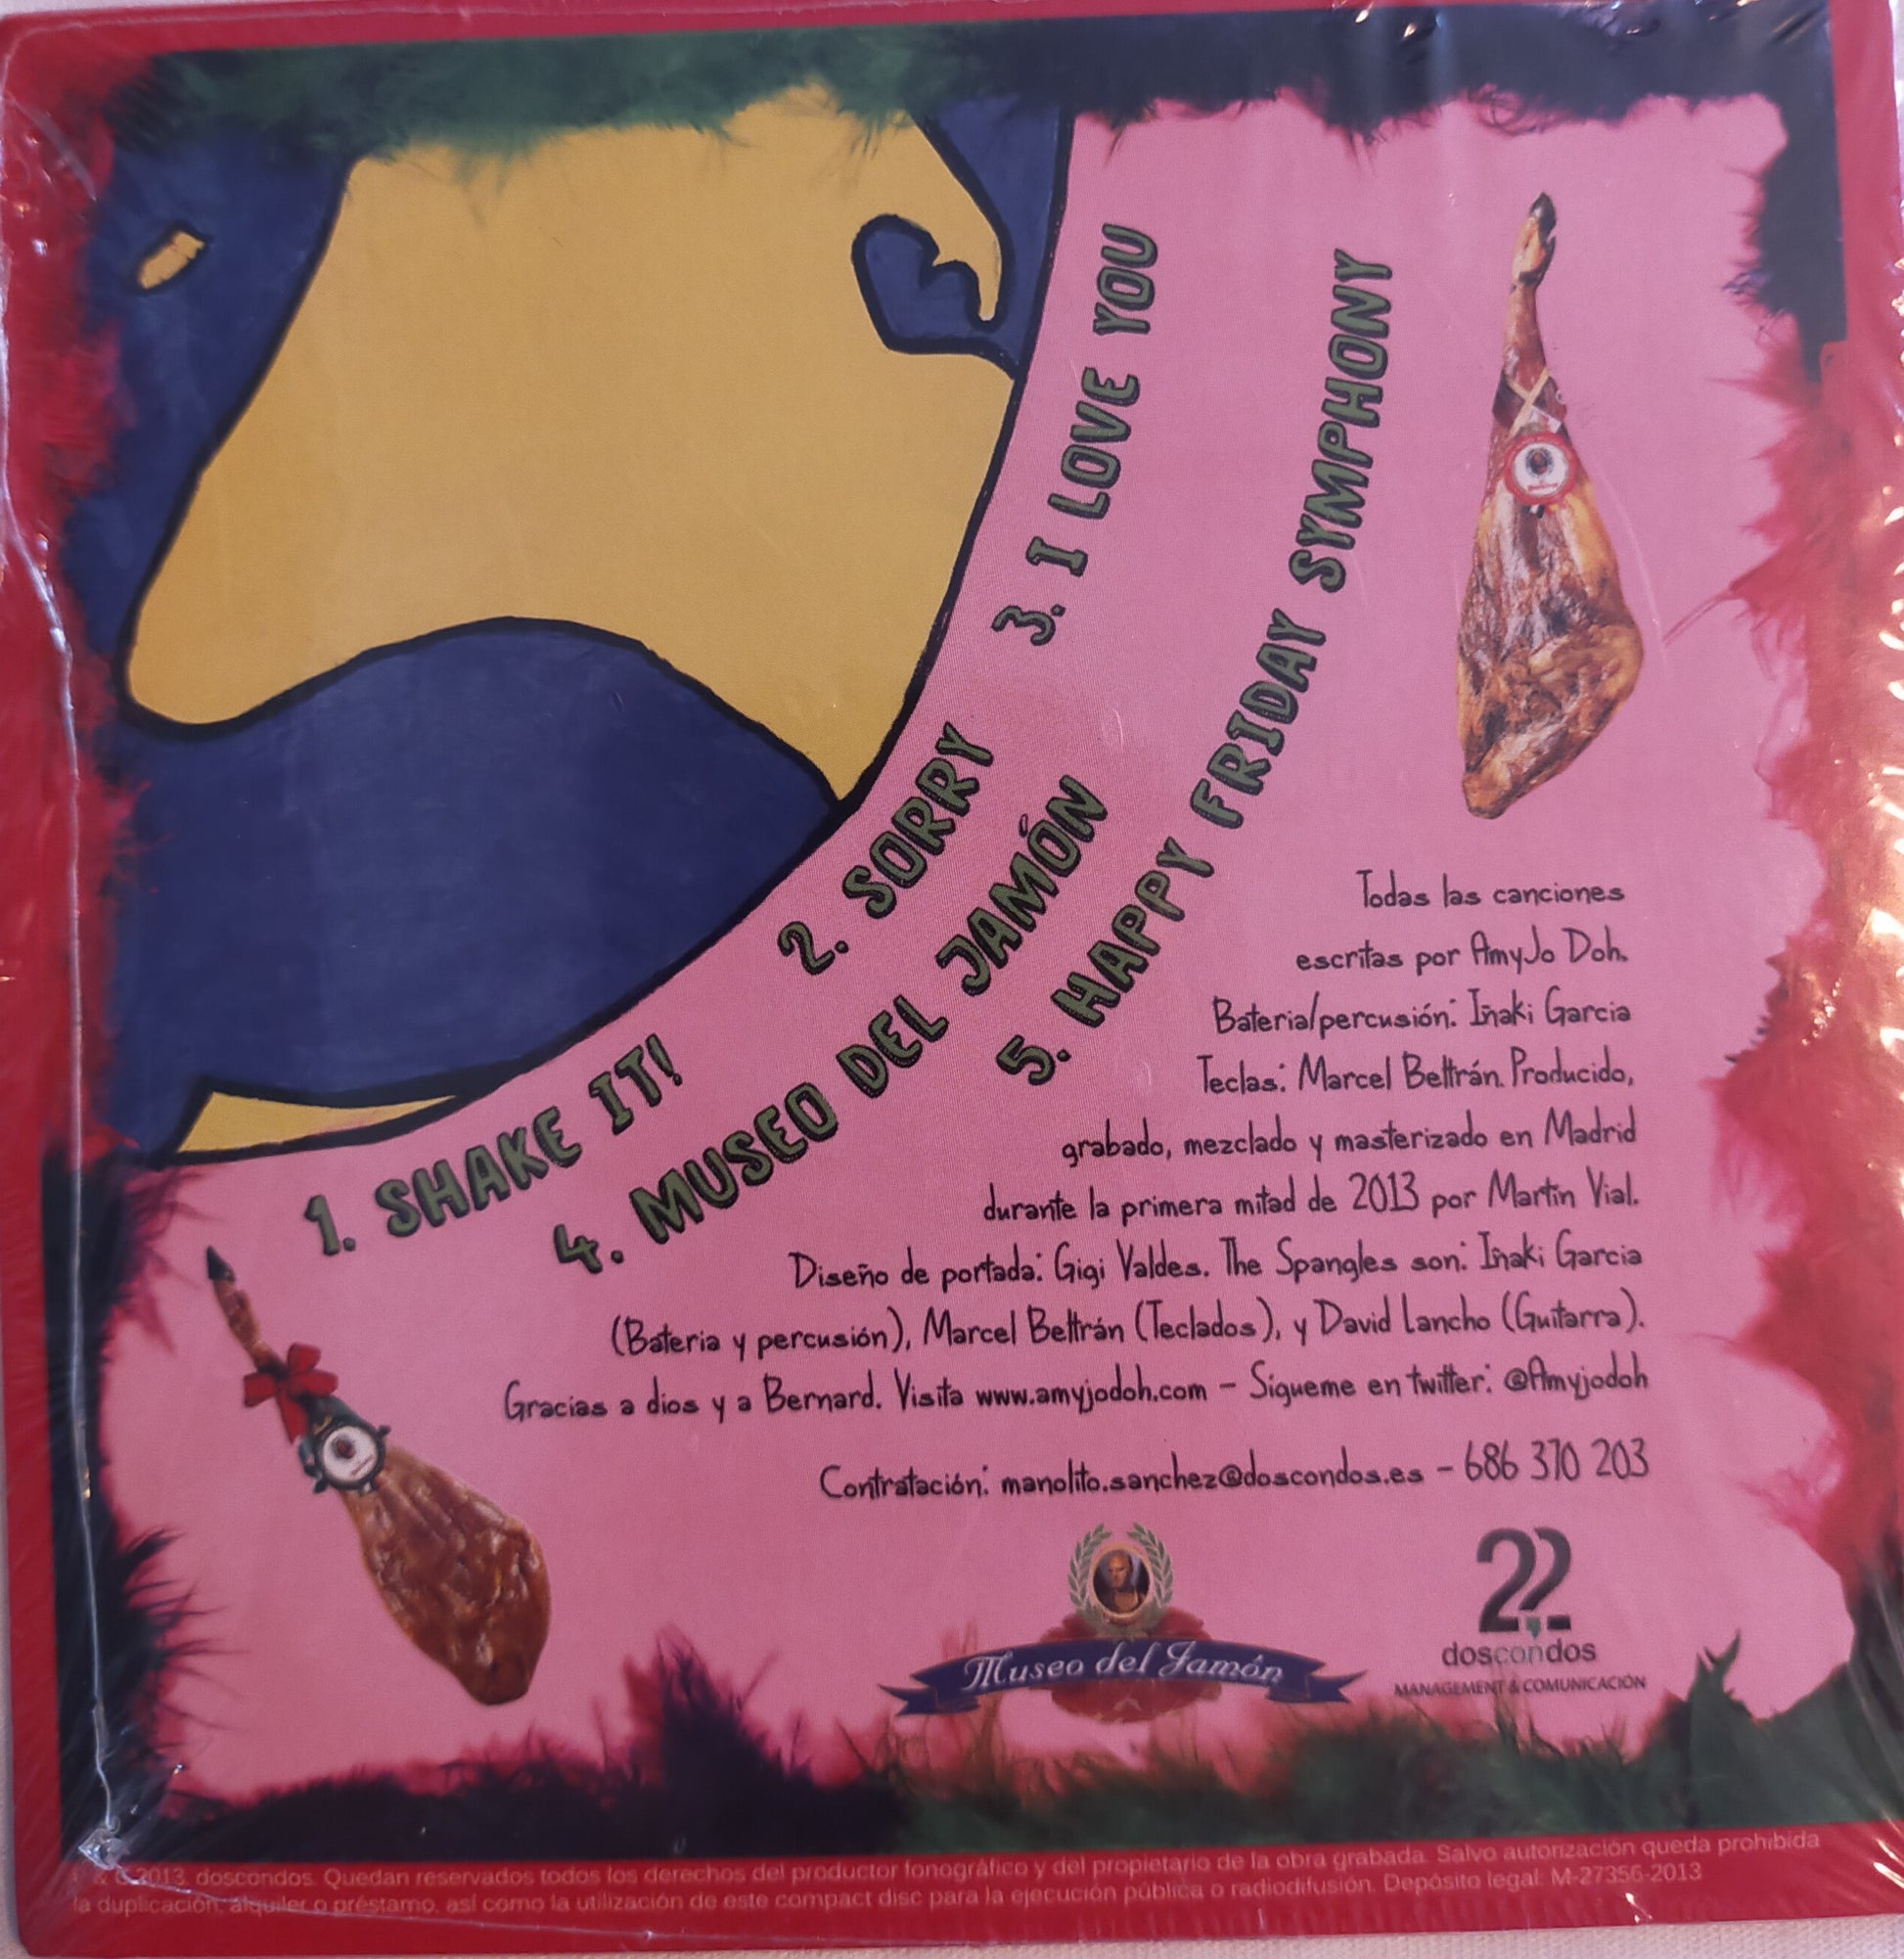 1. SHAKE IT!
2. SORRY
3. I LOVE YOU
4. MUSEO DEL JAMÓN
5. HAPPY FRIDAY SYMPHONY
Todas las canciones
escritas por AmyJo Doh.
Bateria/percusión: Iñaki Garcia
Teclas: Marcel Beltrán. Producido,
grabado, mezclado y masterizado en Madrid
durante la primera mitad de 2013 por Martin Vial.
Diseño de portada: Gigi Valdes. The Spangles son: Iñaki Garcia
(Bateria y percusión), Marcel Beltrán (Teclados), y David Lancho (Guitarra).
Gracias a dios y a Bernard. Visita www.amyjodoh.com - Sigueme en twitter: @Amyjodoh
Contratación: manolito.sanchez@doscondos.es - 686 370 203
Museo del Jamón
22
doscondos
MANAGEMENT & COMUNICACIÓN
& © 2013. doscondos. Quedan reservados todos los derechos del productor fonográfico y del propietario de la obra grabada. Salvo autorización queda prohibida
la duplicación, alquiler o préstamo, así como la utilización de este compact disc para la ejecución pública o radiodifusión. Depósito legal: M-27356-2013